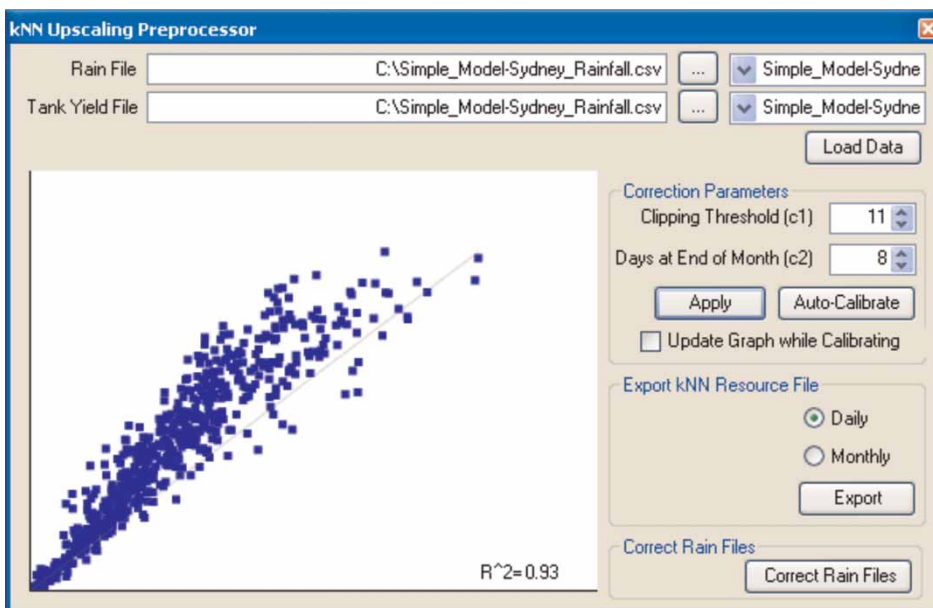 kNN Upscaling Preprocessor
Rain File C:\Simple_Model-Sydney_Rainfall.csv ... Simple_Model-Sydne
Tank Yield File C:\Simple_Model-Sydney_Rainfall.csv ... Simple_Model-Sydne
Load Data
Correction Parameters
Clipping Threshold (c1) 11
Days at End of Month (c2) 8
Apply Auto-Calibrate
Update Graph while Calibrating
Export kNN Resource File
Daily
Monthly
Export
Correct Rain Files
Correct Rain Files
R^2=0.93